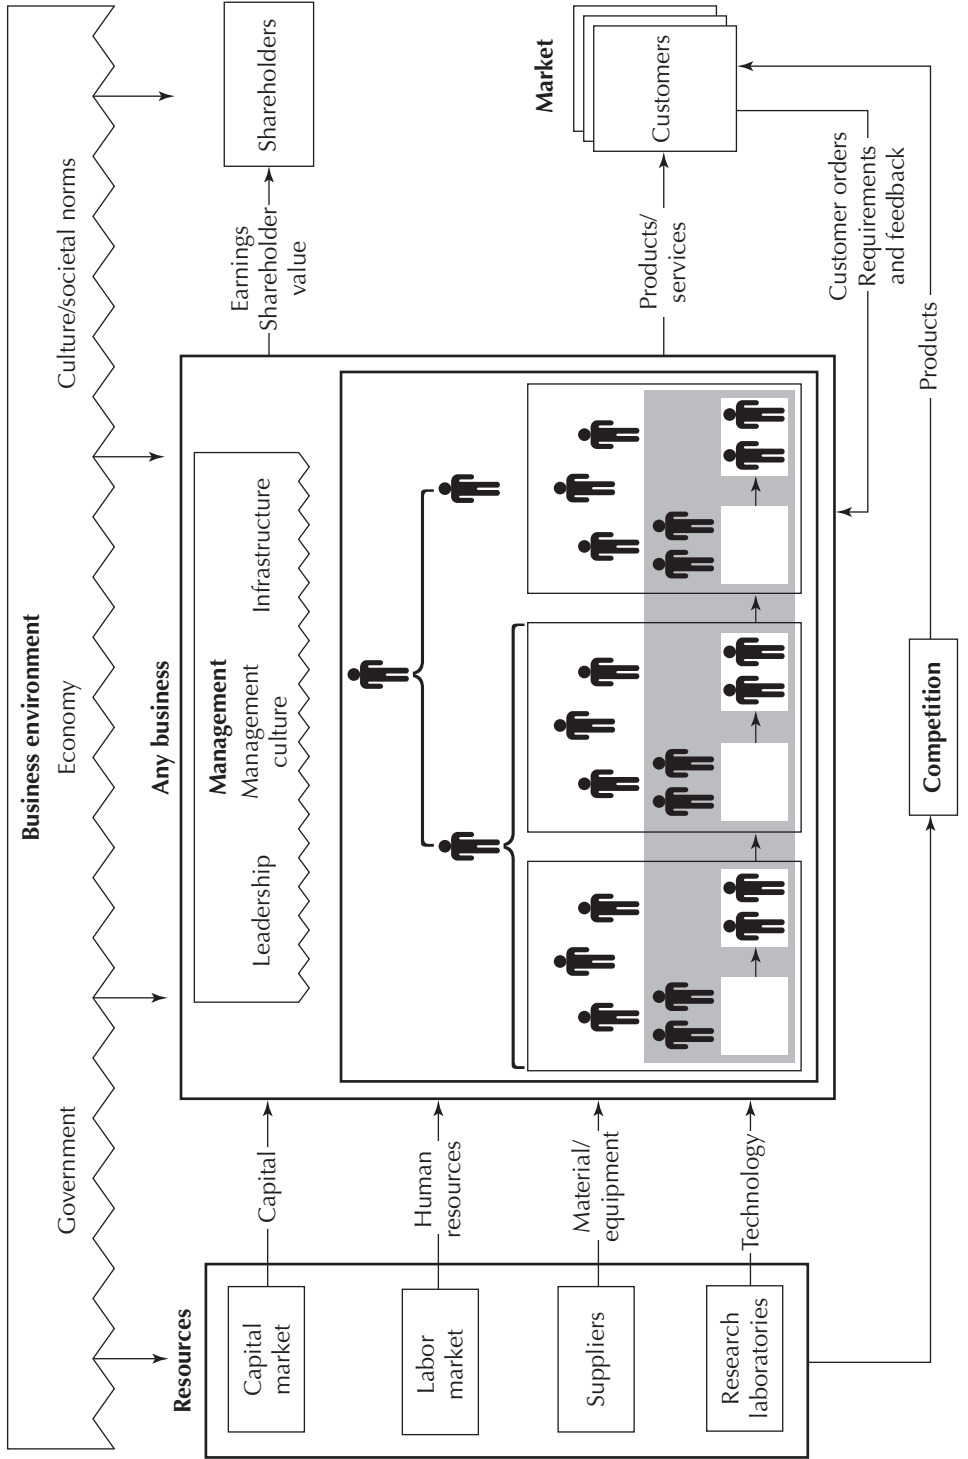 Business environment
Government
Economy
Culture/societal norms
Resources
Capital
market
Labor
market
Suppliers
Research
laboratories
Capital
Human
resources
Material/
equipment
Technology
Any business
Management
Leadership
Management
culture
Infrastructure
Earnings
Shareholder
value
Shareholders
Products/
services
Market
Customers
Customer orders
Requirements
and feedback
Competition
Products